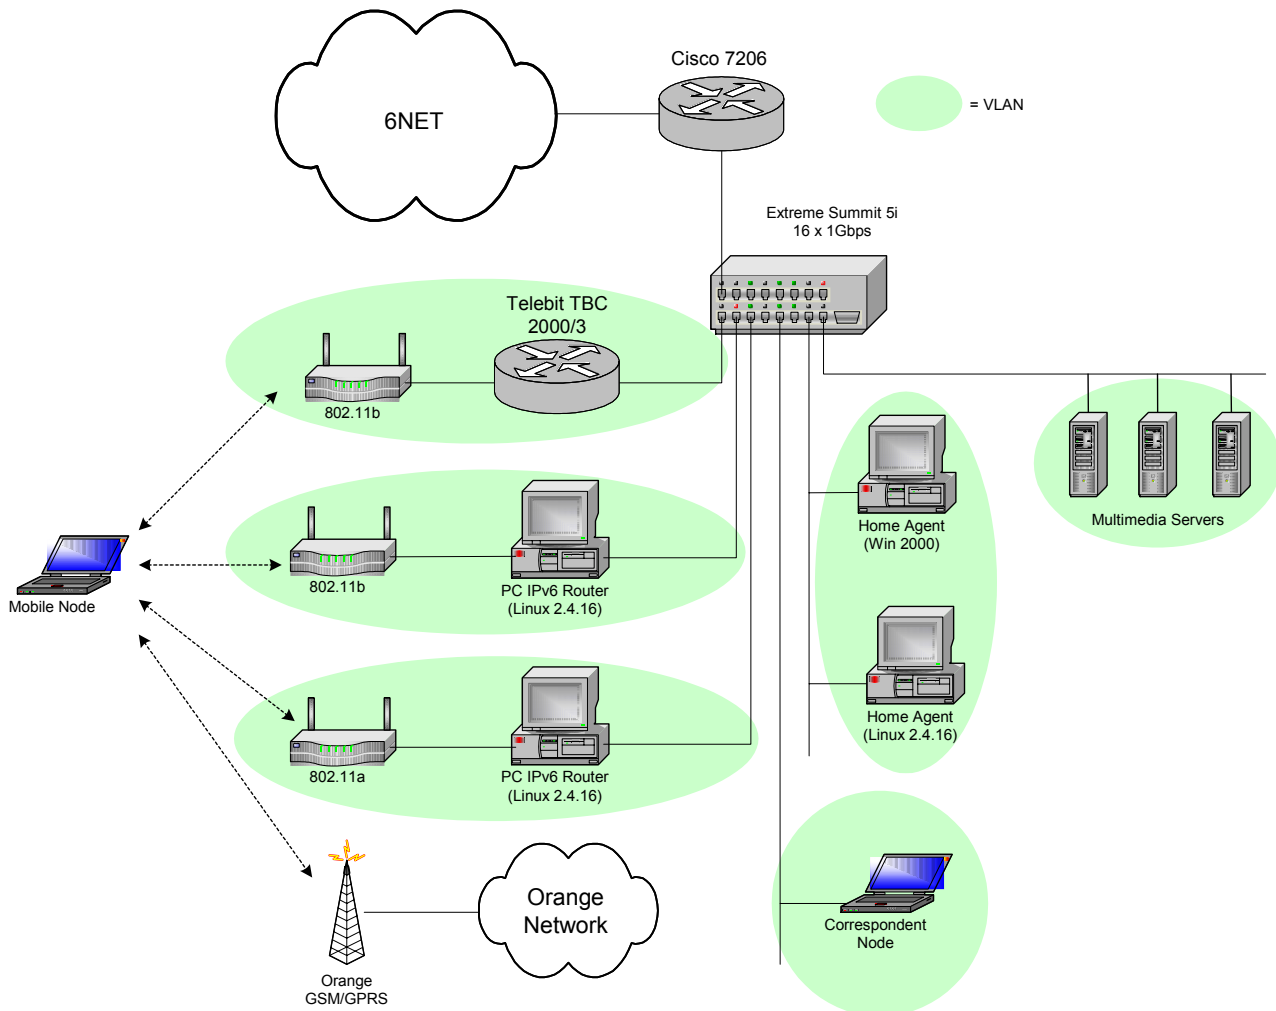 Cisco 7206
6NET
= VLAN
Extreme Summit 5i
16 x 1Gbps
Telebit TBC
2000/3
802.11b
Multimedia Servers
Home Agent
(Win 2000)
802.11b
PC IPv6 Router
(Linux 2.4.16)
Mobile Node
Home Agent
(Linux 2.4.16)
802.11a
PC IPv6 Router
(Linux 2.4.16)
Orange
Network
Correspondent
Node
Orange
GSM/GPRS